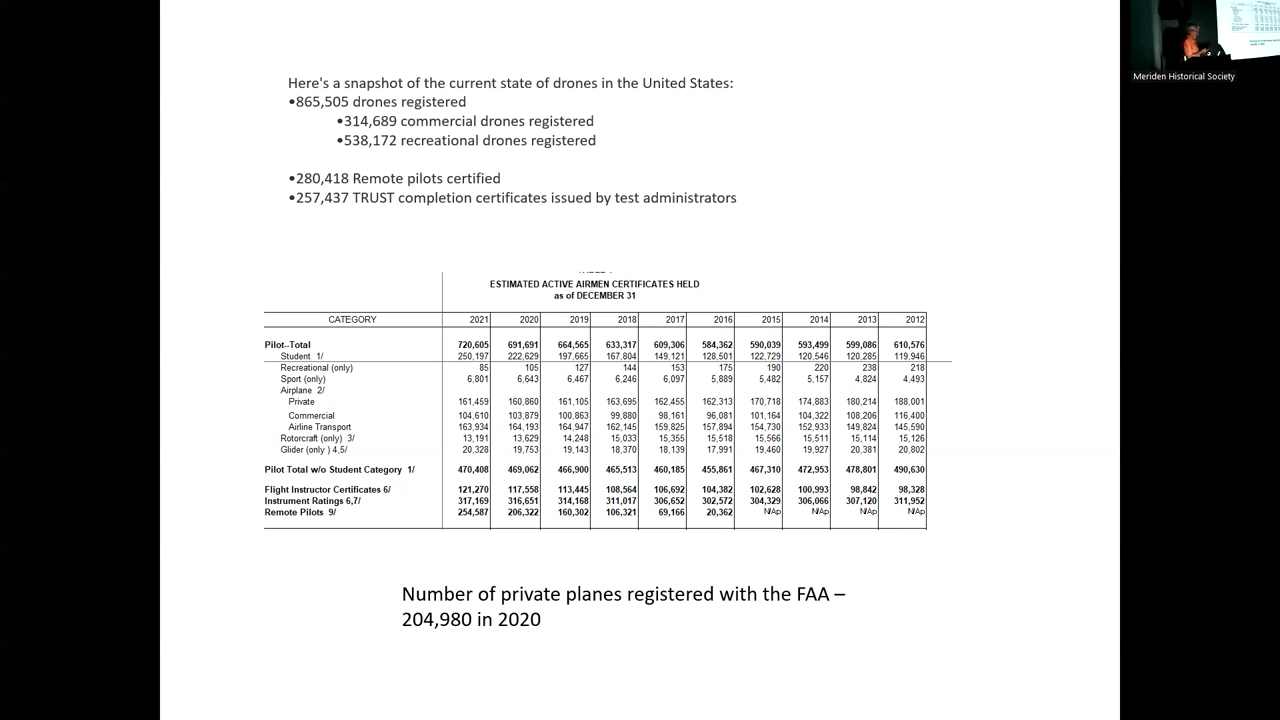 Here's a snapshot of the current state of drones in the United States:
•865,505 drones registered
•314,689 commercial drones registered
•538,172 recreational drones registered
•280,418 Remote pilots certified
•257,437 TRUST completion certificates issued by test administrators
Meriden Historical Society
ESTIMATED ACTIVE AIRMEN CERTIFICATES HELD
as of DECEMBER 31
CATEGORY 2021 2020 2019 2018 2017 2016 2015 2014 2013 2012
Pilot--Total 720,605 691,691 664,565 633,317 609,306 584,362 590,039 593,499 599,086 610,576
Student 1/ 250,197 222,629 197,665 167,804 149,121 128,501 122,729 120,546 120,285 119,946
Recreational (only) 85 105 127 144 153 175 190 220 238 218
Sport (only) 6,801 6,643 6,467 6,246 6,097 5,889 5,482 5,157 4,824 4,493
Airplane 2/
Private 161,459 160,860 161,105 163,695 162,455 162,313 170,718 174,883 180,214 188,001
Commercial 104,610 103,879 100,863 99,880 98,161 96,081 101,164 104,322 108,206 116,400
Airline Transport 163,934 164,193 164,947 162,145 159,825 157,894 154,730 152,933 149,824 145,590
Rotorcraft (only) 3/ 13,191 13,629 14,248 15,033 15,355 15,518 15,566 15,511 15,114 15,126
Glider (only ) 4,5/ 20,328 19,753 19,143 18,370 18,139 17,991 19,460 19,927 20,381 20,802
Pilot Total w/o Student Category 1/ 470,408 469,062 466,900 465,513 460,185 455,861 467,310 472,953 478,801 490,630
Flight Instructor Certificates 6/ 121,270 117,558 113,445 108,564 106,692 104,382 102,628 100,993 98,842 98,328
Instrument Ratings 6,7/ 317,169 316,651 314,168 311,017 306,652 302,572 304,329 306,066 307,120 311,952
Remote Pilots 9/ 254,587 206,322 160,302 106,321 69,166 20,362 N/Ap N/Ap N/Ap N/Ap
Number of private planes registered with the FAA –
204,980 in 2020